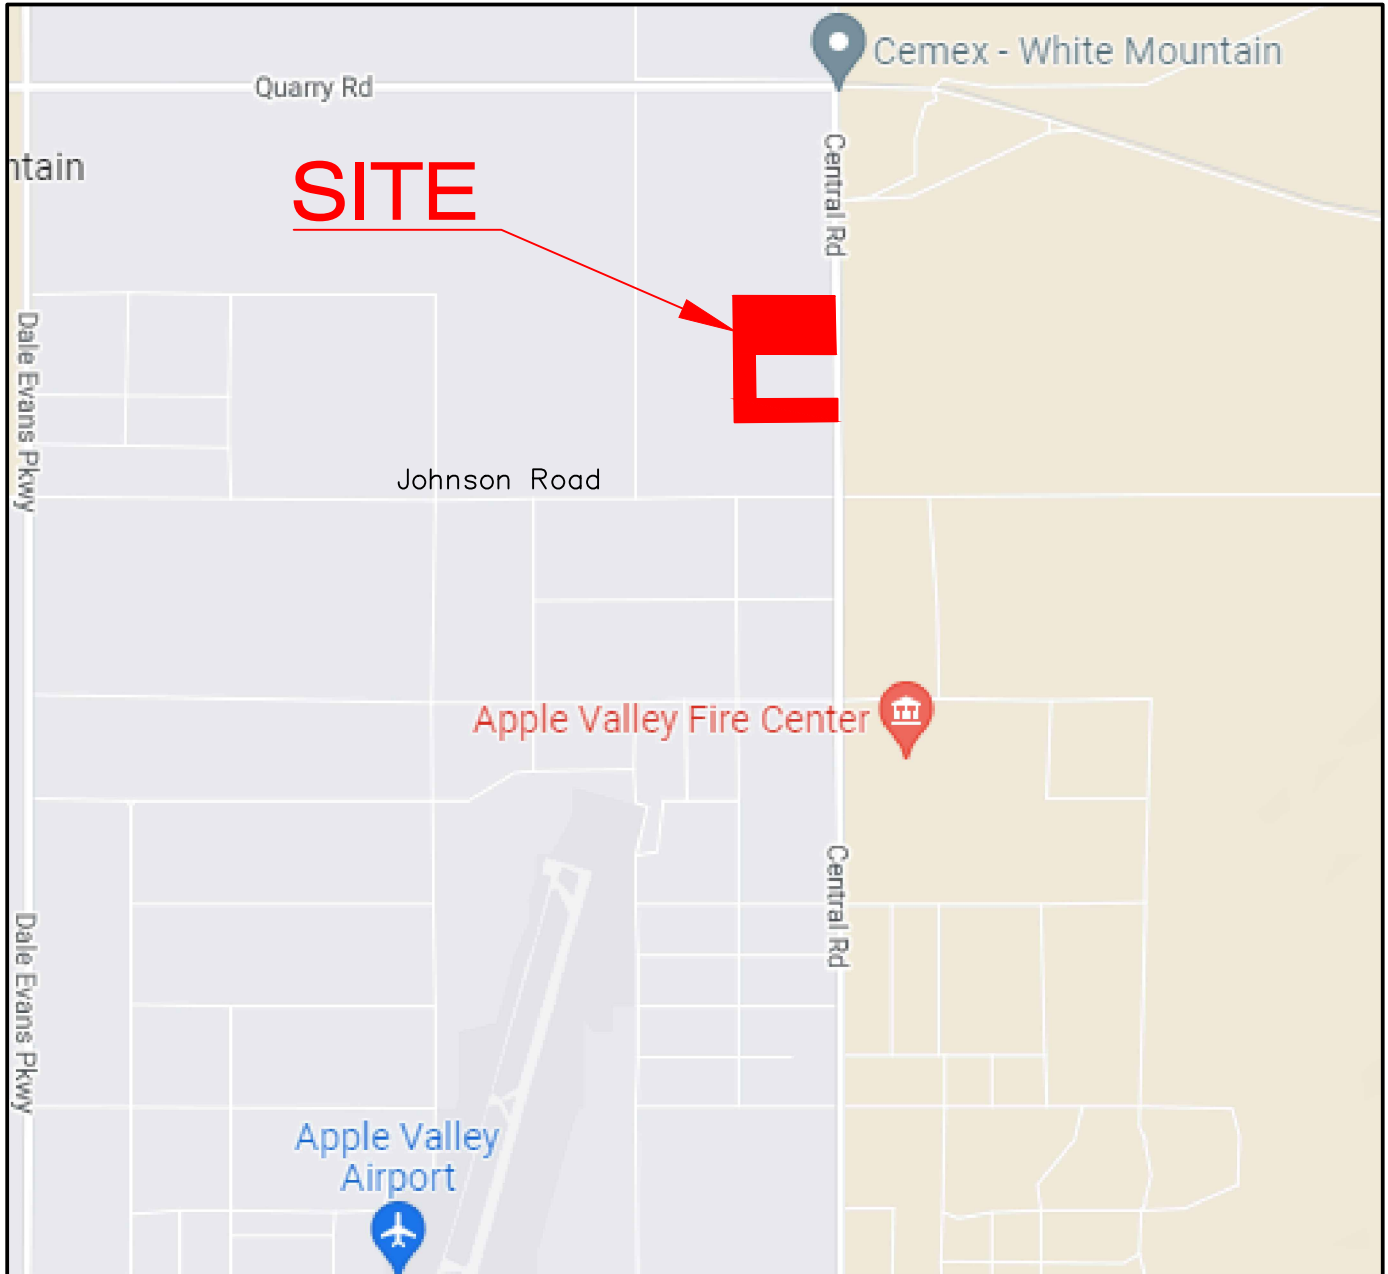 Cemex - White Mountain
Quarry Rd
Central Rd
ntain
SITE
Dale Evans Pkwy
Johnson Road
Apple Valley Fire Center
Central Rd
Dale Evans Pkwy
Apple Valley
Airport